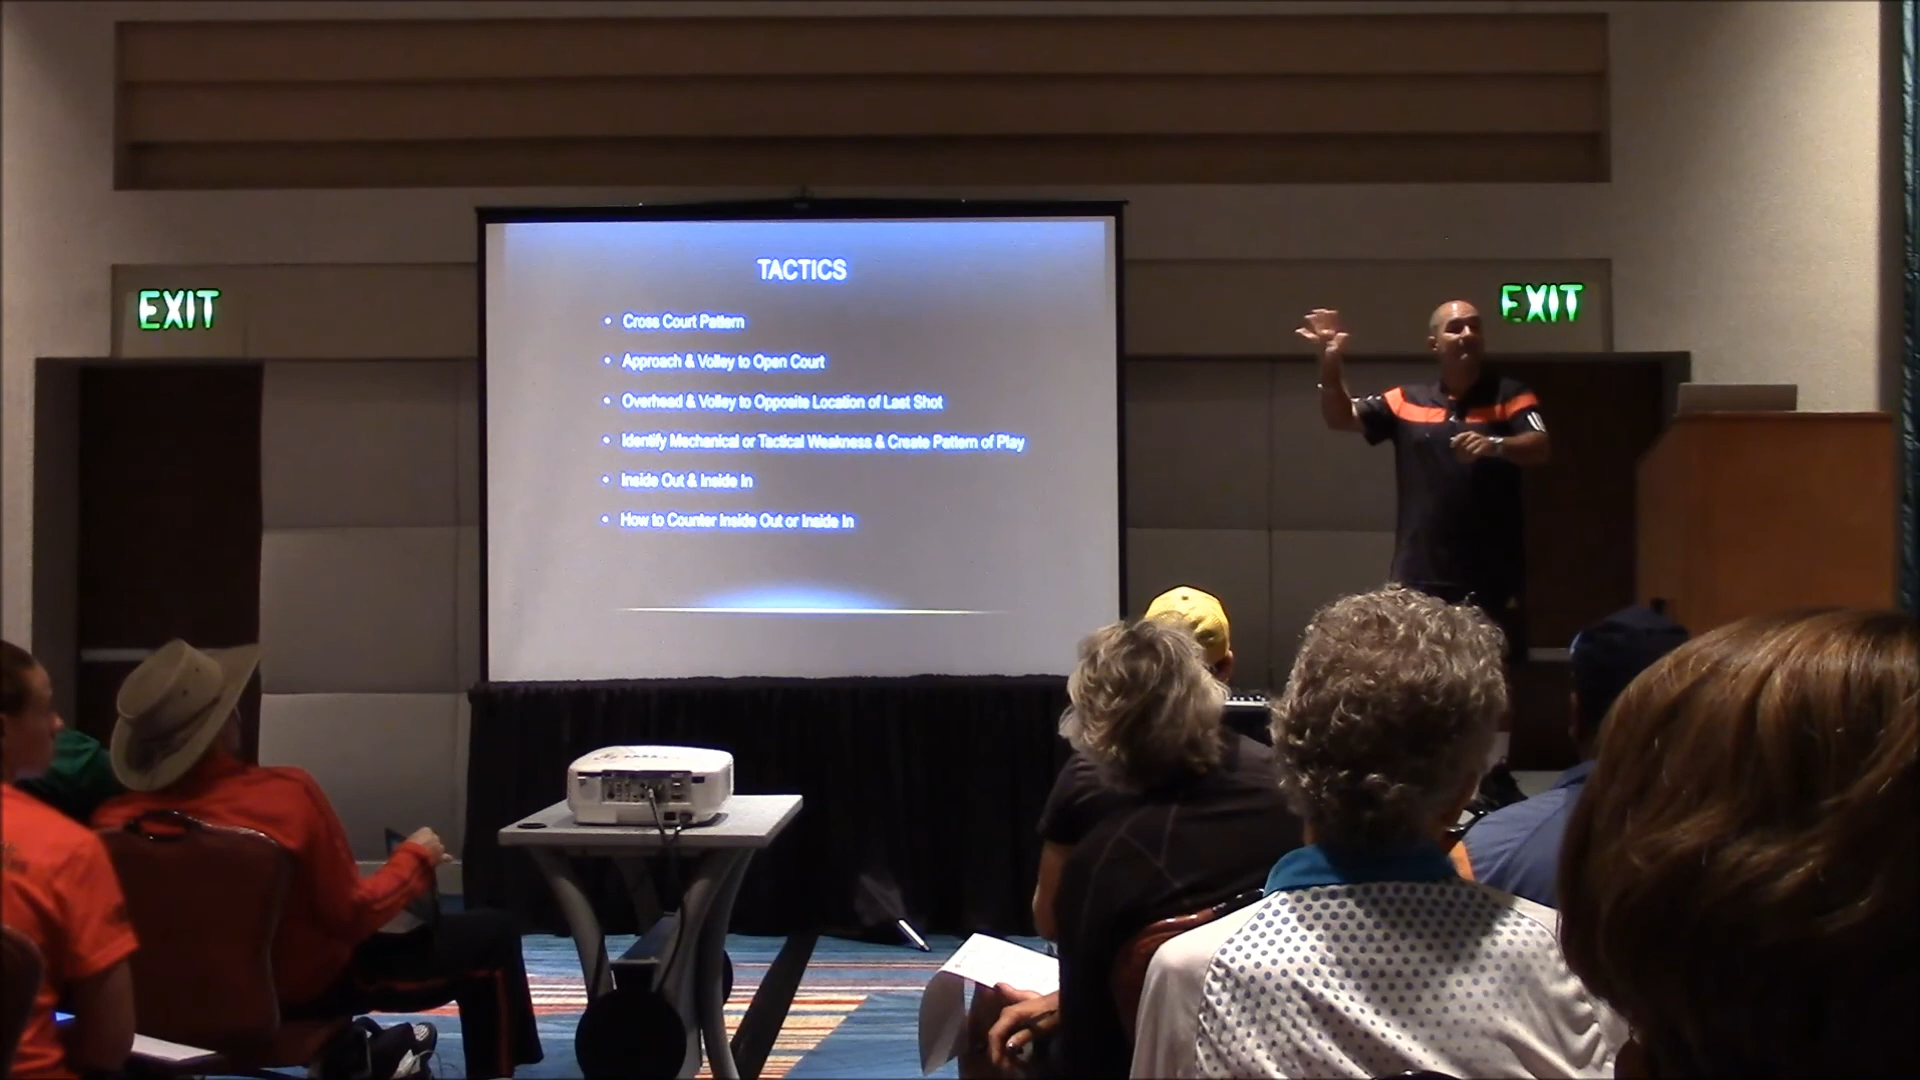 TACTICS
EXIT
EXIT
• Cross Court Pattern
• Approach & Volley to Open Court
• Overhead & Volley to Opposite Location of Last Shot
• Identify Mechanical or Tactical Weakness & Create Pattern of Play
• Inside Out & Inside In
• How to Counter Inside Out or Inside In